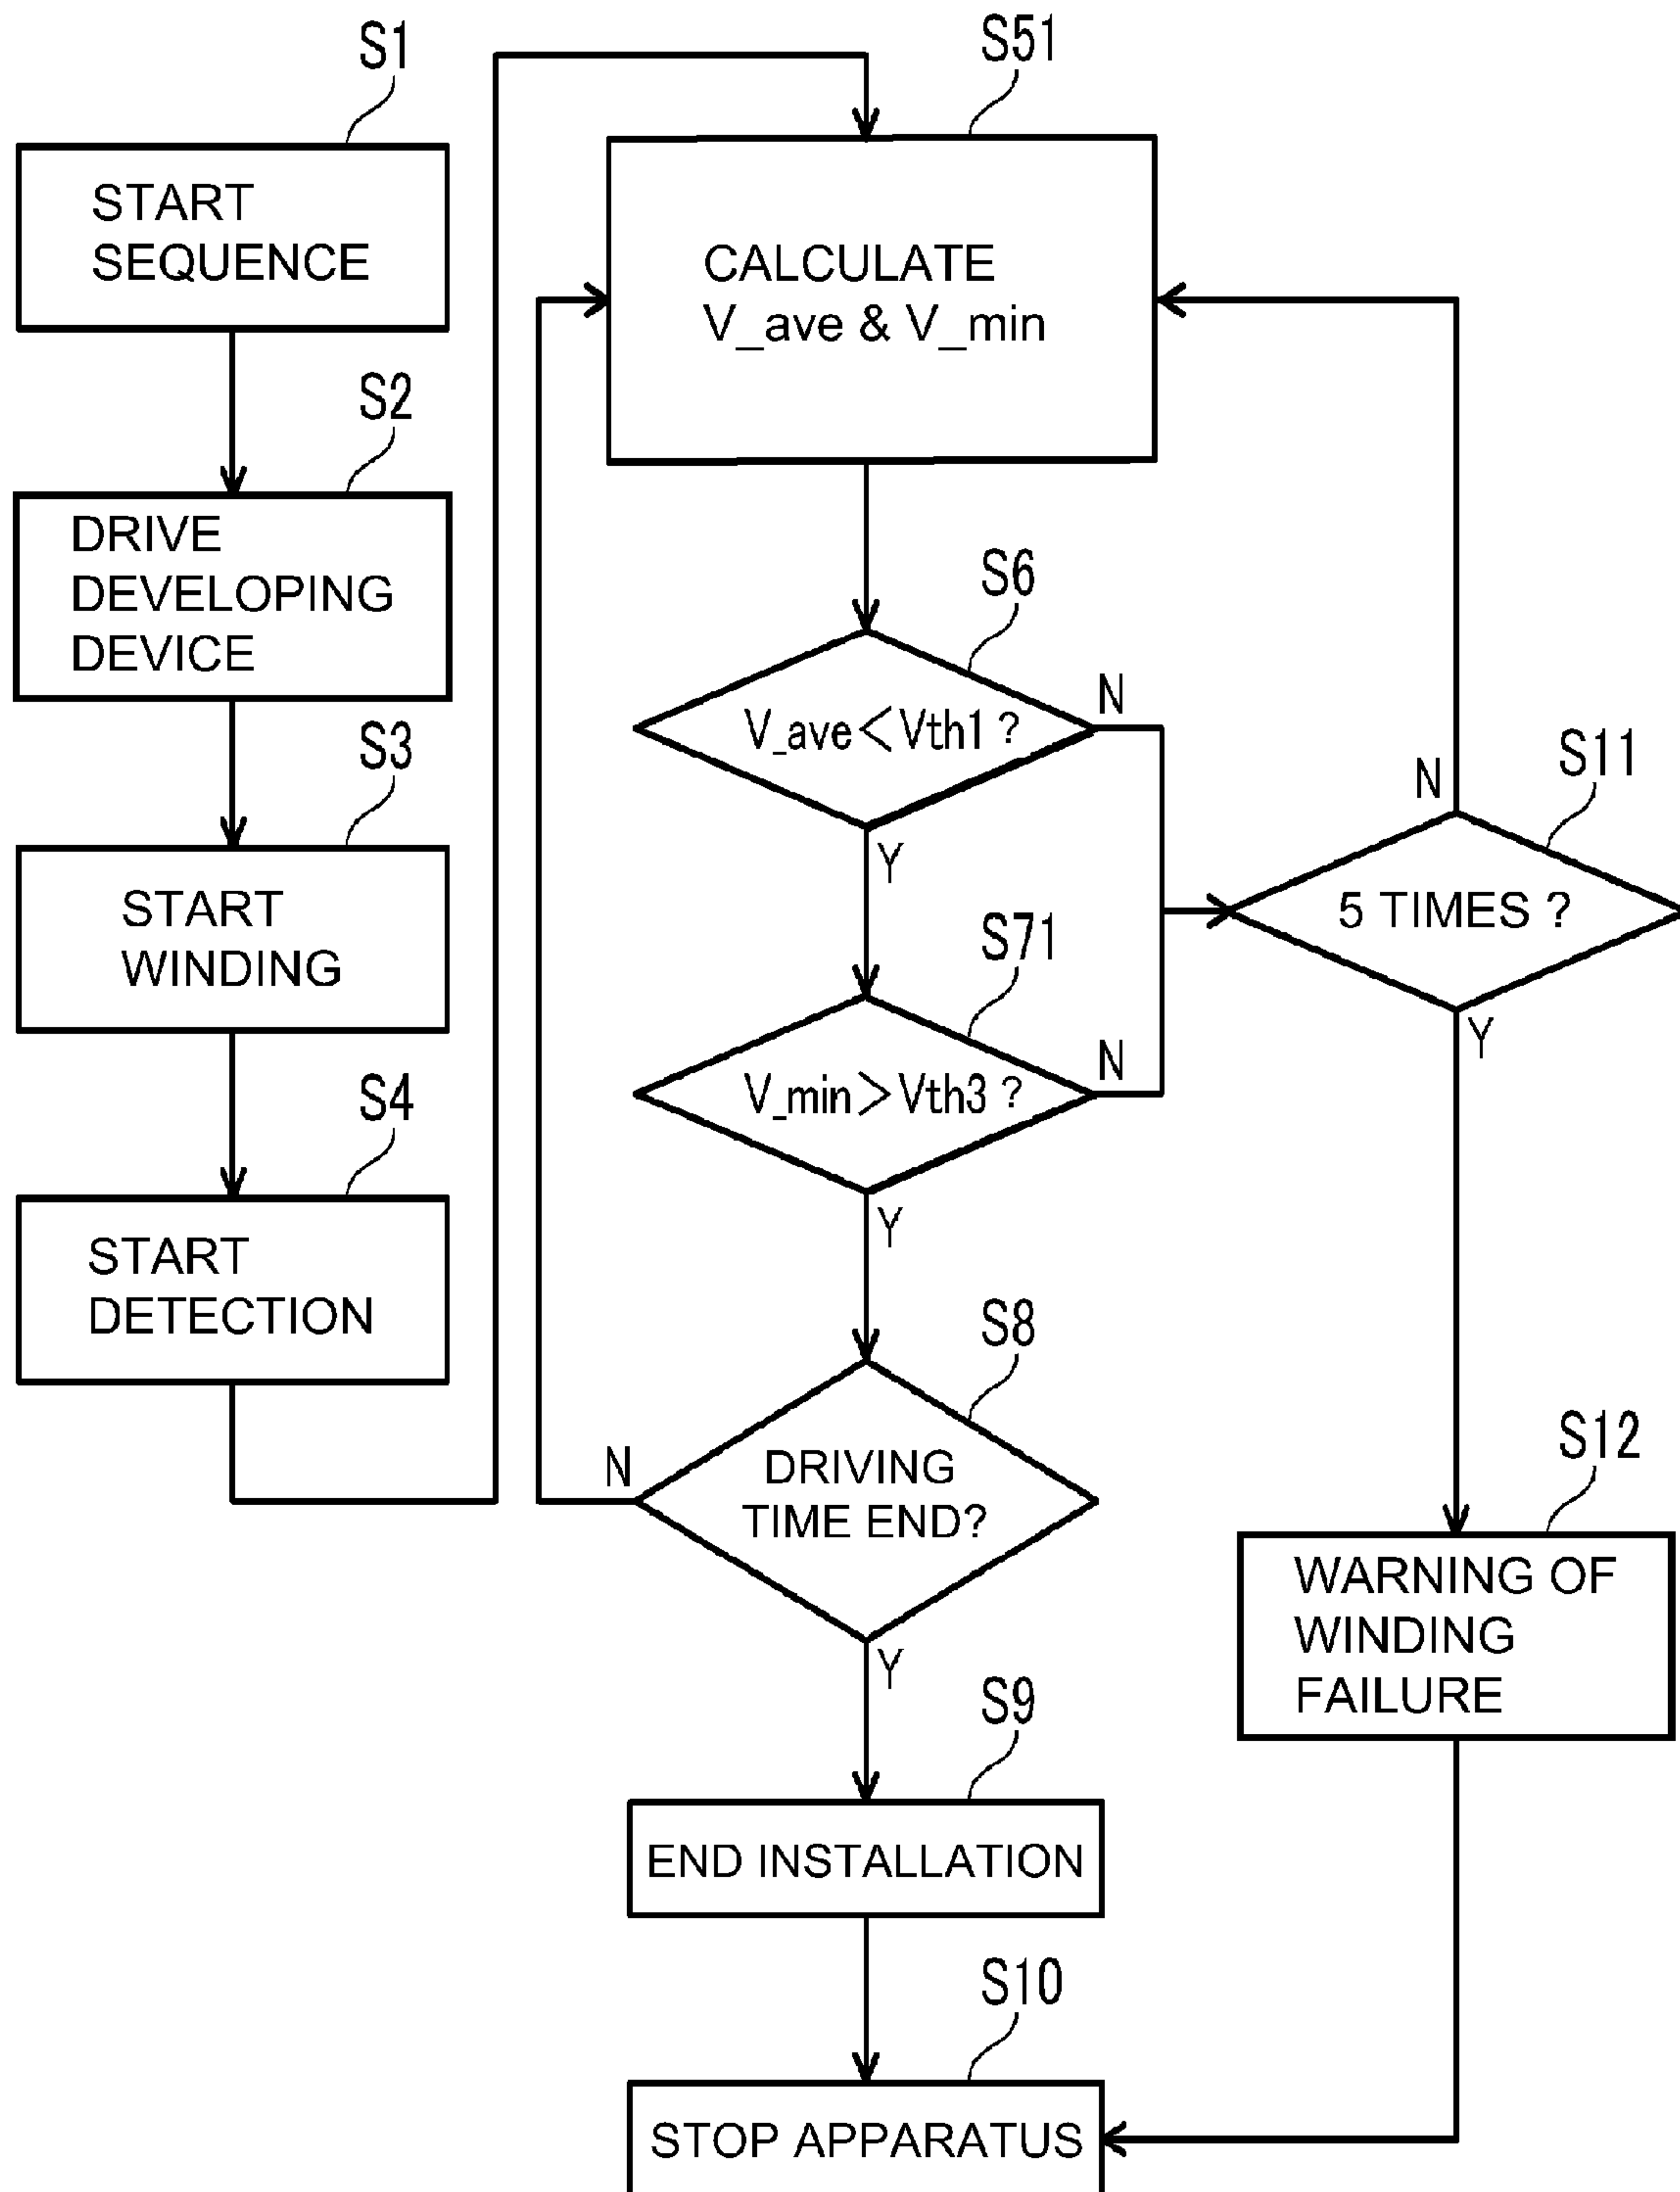 S1
START
SEQUENCE
S2
DRIVE
DEVELOPING
DEVICE
S3
START
WINDING
S4
START
DETECTION
S51
CALCULATE
V_ave & V_min
S6
V_ave<Vth1 ?
N
Y
S71
V_min>Vth3 ?
N
Y
S8
DRIVING
TIME END?
N
Y
S9
END INSTALLATION
S10
STOP APPARATUS
S11
5 TIMES ?
N
Y
S12
WARNING OF
WINDING
FAILURE